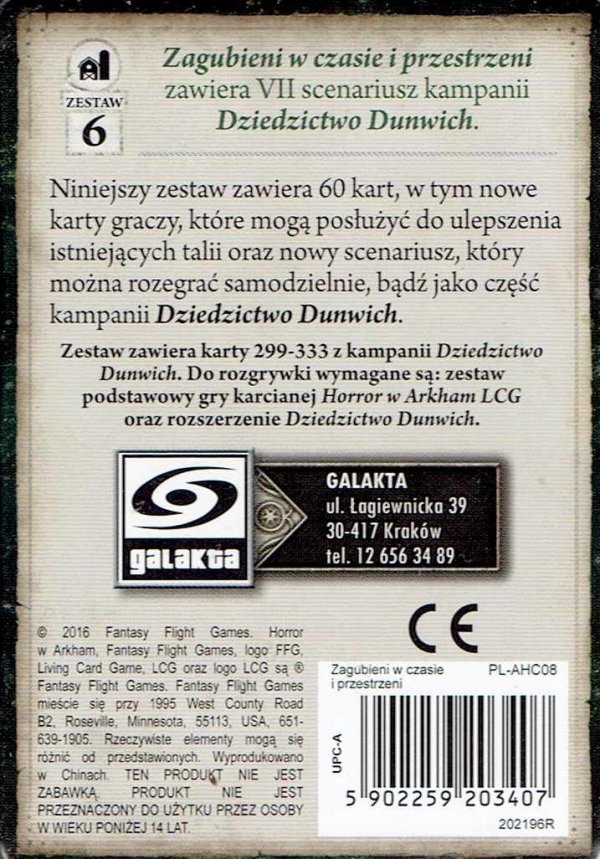 ZESTAW
6
Zagubieni w czasie i przestrzeni
zawiera VII scenariusz kampanii
Dziedzictwo Dunwich.
Niniejszy zestaw zawiera 60 kart, w tym nowe
karty graczy, które mogą posłużyć do ulepszenia
istniejących talii oraz nowy scenariusz, który
można rozegrać samodzielnie, bądź jako część
kampanii Dziedzictwo Dunwich.
Zestaw zawiera karty 299-333 z kampanii Dziedzictwo
Dunwich. Do rozgrywki wymagane są: zestaw
podstawowy gry karcianej Horror w Arkham LCG
oraz rozszerzenie Dziedzictwo Dunwich.
galakta
GALAKTA
ul. Łagiewnicka 39
30-417 Kraków
tel. 12 656 34 89
© 2016 Fantasy Flight Games. Horror
w Arkham, Fantasy Flight Games, logo FFG,
Living Card Game, LCG oraz logo LCG są ®
Fantasy Flight Games. Fantasy Flight Games
mieście się przy 1995 West County Road
B2, Roseville, Minnesota, 55113, USA, 651-
639-1905. Rzeczywiste elementy mogą się
różnić od przedstawionych. Wyprodukowano
w Chinach. TEN PRODUKT NIE JEST
ZABAWKĄ. PRODUKT NIE JEST
PRZEZNACZONY DO UŻYTKU PRZEZ OSOBY
W WIEKU PONIŻEJ 14 LAT.
CE
Zagubieni w czasie PL-AHC08
i przestrzeni
UPC-A
5 902259 203407
202196R